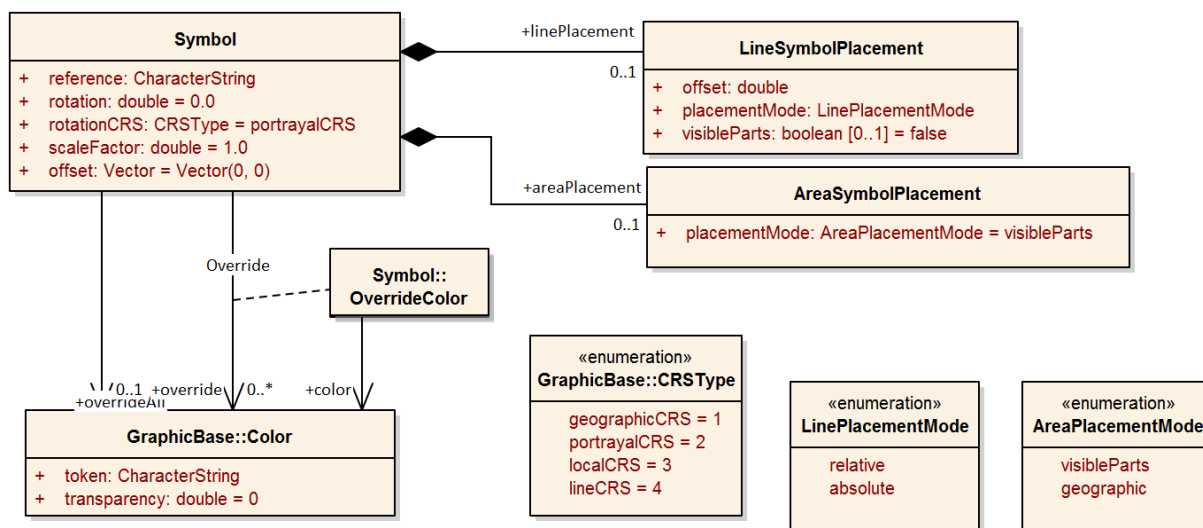 Symbol
+ reference: CharacterString
+ rotation: double = 0.0
+ rotationCRS: CRSType = portrayalCRS
+ scaleFactor: double = 1.0
+ offset: Vector = Vector(0, 0)
+linePlacement
0..1
LineSymbolPlacement
+ offset: double
+ placementMode: LinePlacementMode
+ visibleParts: boolean [0..1] = false
+areaPlacement
0..1
AreaSymbolPlacement
+ placementMode: AreaPlacementMode = visibleParts
Override
Symbol::
OverrideColor
0..1
+override
0..*
+color
+overrideAll
GraphicBase::Color
+ token: CharacterString
+ transparency: double = 0
«enumeration»
GraphicBase::CRSType
geographicCRS = 1
portrayalCRS = 2
localCRS = 3
lineCRS = 4
«enumeration»
LinePlacementMode
relative
absolute
«enumeration»
AreaPlacementMode
visibleParts
geographic